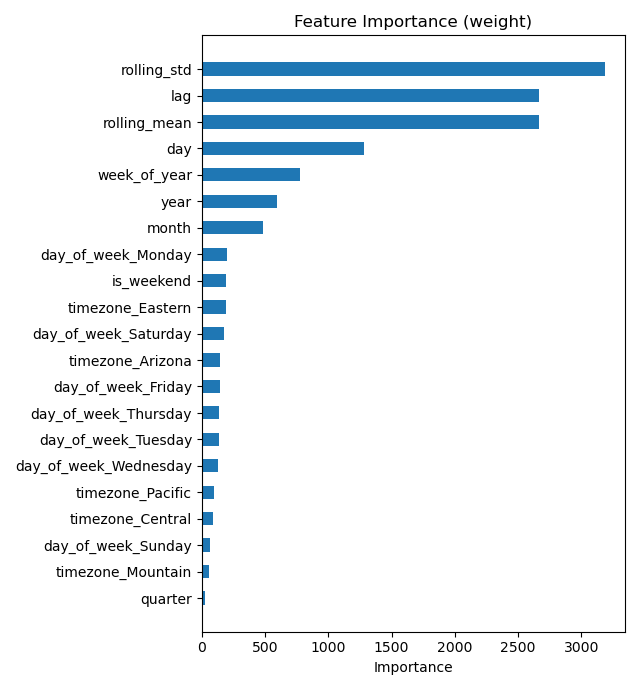 Feature Importance (weight)
rolling_std
lag
rolling_mean
day
week_of_year
year
month
day_of_week_Monday
is_weekend
timezone_Eastern
day_of_week_Saturday
timezone_Arizona
day_of_week_Friday
day_of_week_Thursday
day_of_week_Tuesday
day_of_week_Wednesday
timezone_Pacific
timezone_Central
day_of_week_Sunday
timezone_Mountain
quarter
0 500 1000 1500 2000 2500 3000
Importance